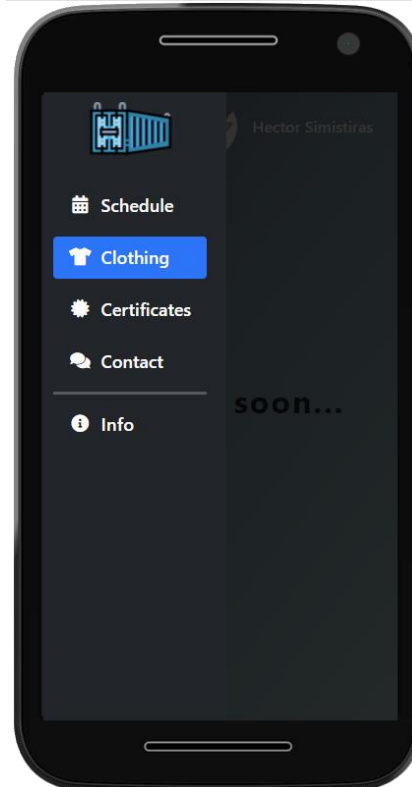 Hector Simistiras
Schedule
Clothing
Certificates
Contact
soon...
Info